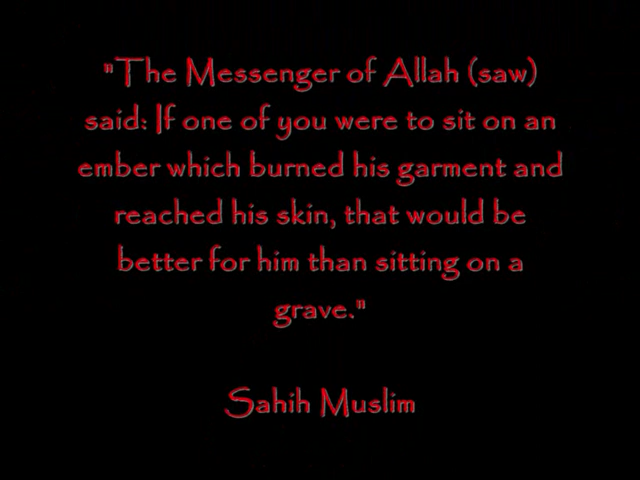 "The Messenger of Allah (saw)
said: If one of you were to sit on an
ember which burned his garment and
reached his skin, that would be
better for him than sitting on a
grave."
Sahih Muslim